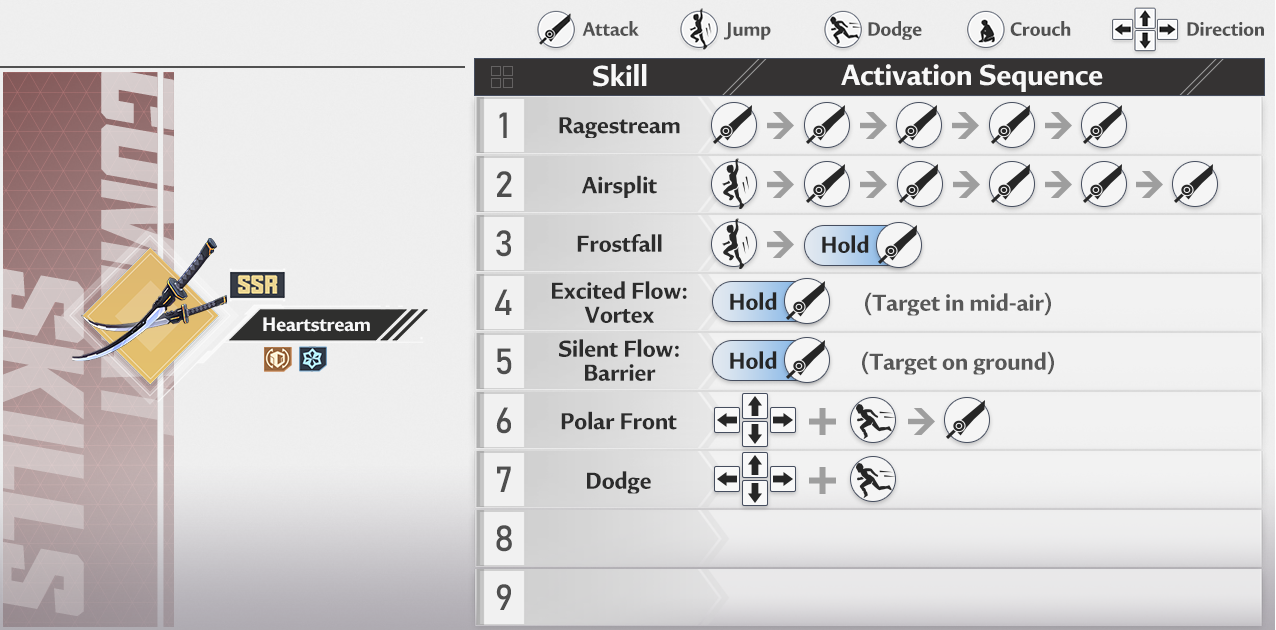 Attack
Jump
Dodge
Crouch
Direction
Skill
Activation Sequence
COMBAT
SKILLS
SSR
Heartstream
1
Ragestream
2
Airsplit
3
Frostfall
Hold
4
Excited Flow:
Vortex
Hold
(Target in mid-air)
5
Silent Flow:
Barrier
Hold
(Target on ground)
6
Polar Front
7
Dodge
8
9